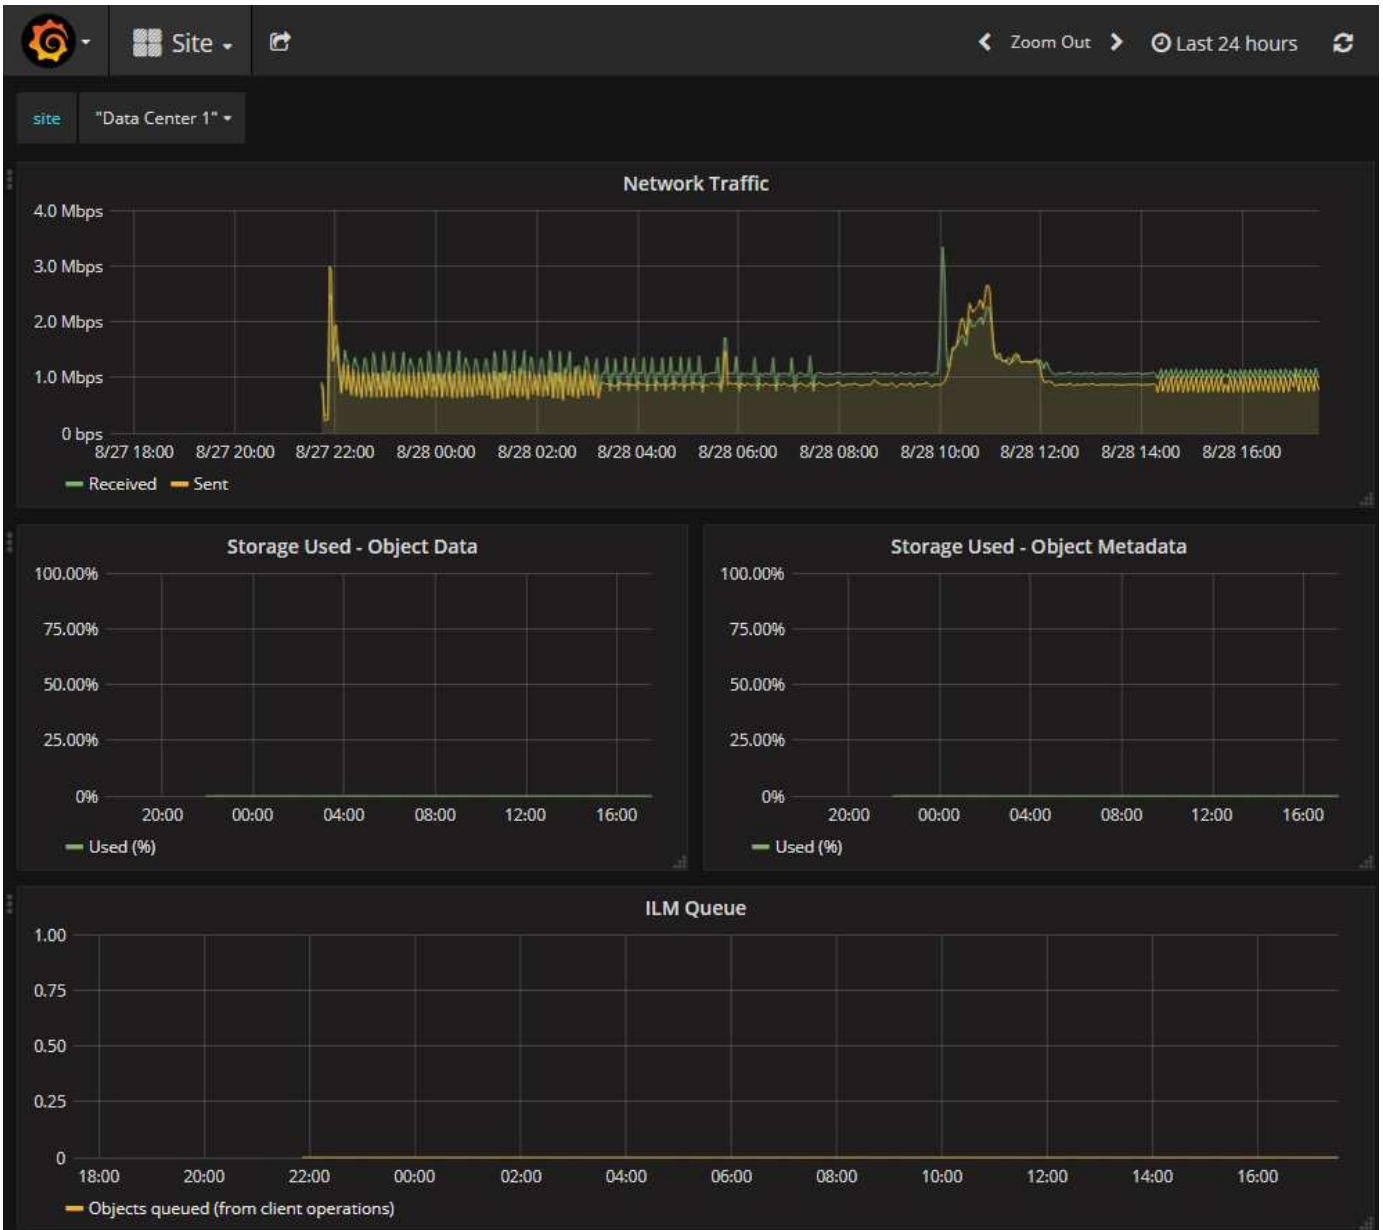 Site
Zoom Out
Last 24 hours
site
"Data Center 1"
Network Traffic
4.0 Mbps
3.0 Mbps
2.0 Mbps
1.0 Mbps
0 bps
8/27 18:00 8/27 20:00 8/27 22:00 8/28 00:00 8/28 02:00 8/28 04:00 8/28 06:00 8/28 08:00 8/28 10:00 8/28 12:00 8/28 14:00 8/28 16:00
Received Sent
Storage Used - Object Data
100.00%
75.00%
50.00%
25.00%
0%
20:00 00:00 04:00 08:00 12:00 16:00
Used (%)
Storage Used - Object Metadata
100.00%
75.00%
50.00%
25.00%
0%
20:00 00:00 04:00 08:00 12:00 16:00
Used (%)
ILM Queue
1.00
0.75
0.50
0.25
0
18:00 20:00 22:00 00:00 02:00 04:00 06:00 08:00 10:00 12:00 14:00 16:00
Objects queued (from client operations)